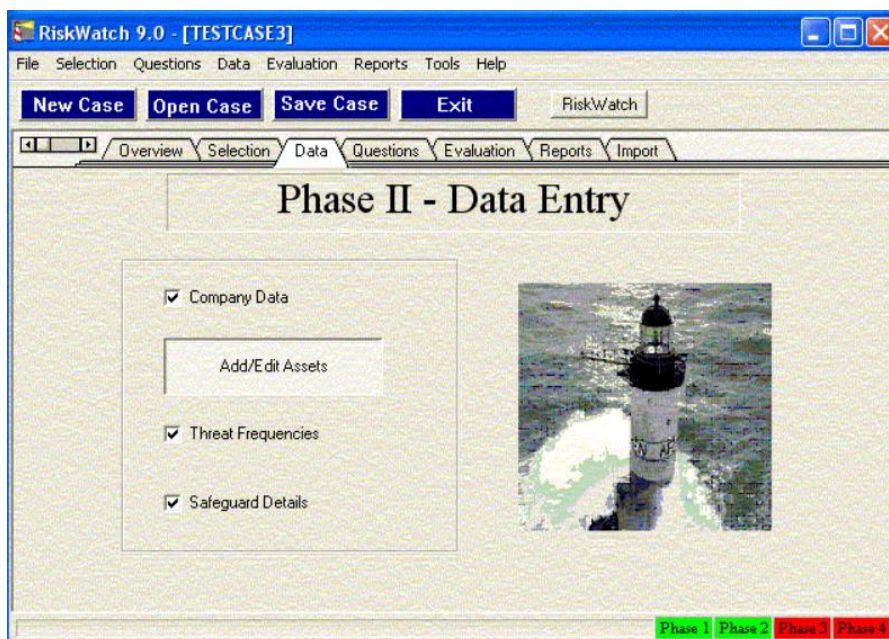 RiskWatch 9.0 - [TESTCASE3]
File Selection Questions Data Evaluation Reports Tools Help
New Case Open Case Save Case Exit RiskWatch
Overview Selection Data Questions Evaluation Reports Import
Phase II - Data Entry
Company Data
Add/Edit Assets
Threat Frequencies
Safeguard Details
Phase 1 Phase 2 Phase 3 Phase 4